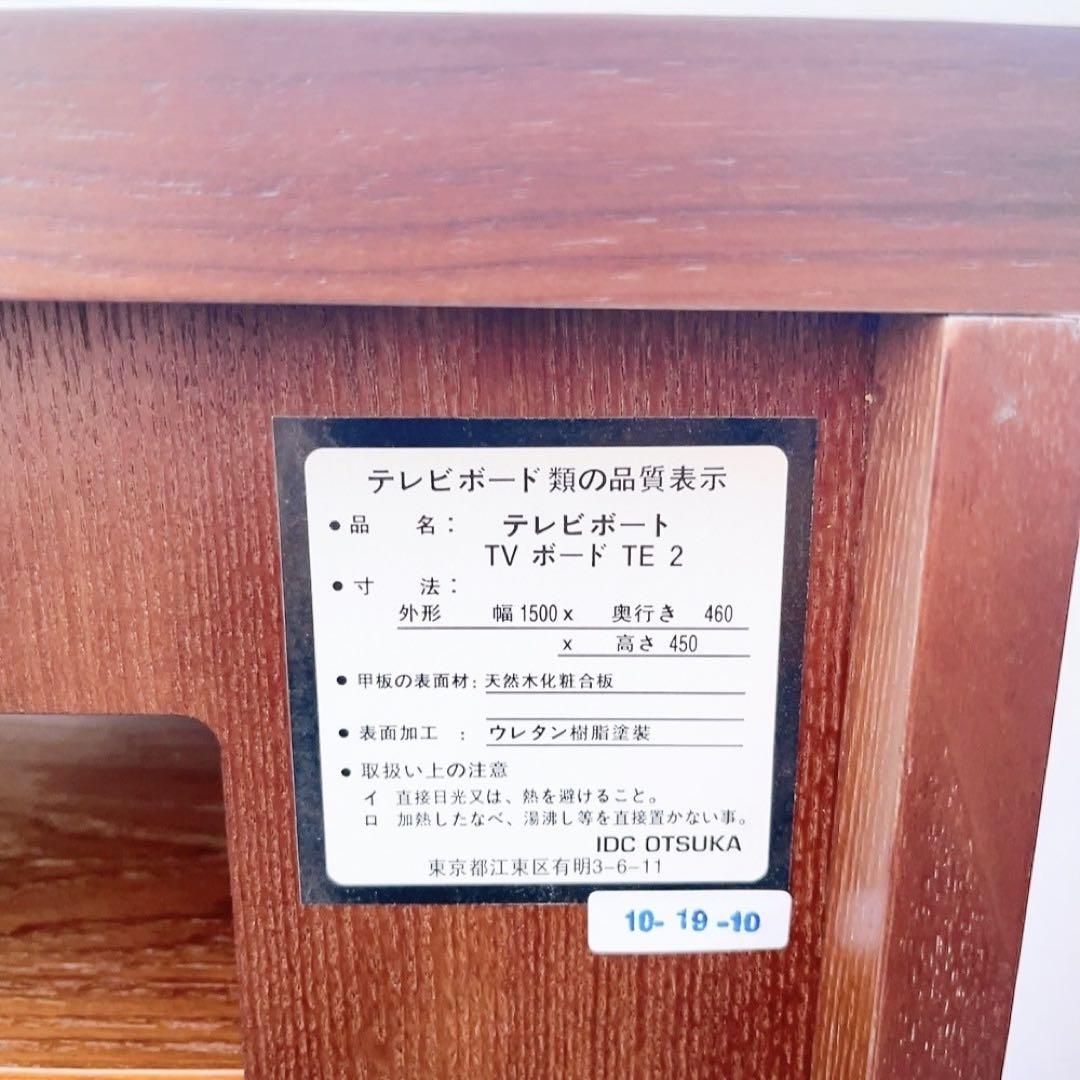 テレビボード類の品質表示
● 品　名：　テレビボート
TV ボード TE 2
● 寸　法：
外形　幅 1500 x　奥行き　460
x　高さ 450
● 甲板の表面材：天然木化粧合板
● 表面加工　：　ウレタン樹脂塗装
● 取扱い上の注意
イ　直接日光又は、熱を避けること。
ロ　加熱したなべ、湯沸し等を直接置かない事。
IDC OTSUKA
東京都江東区有明3-6-11
10-19-10